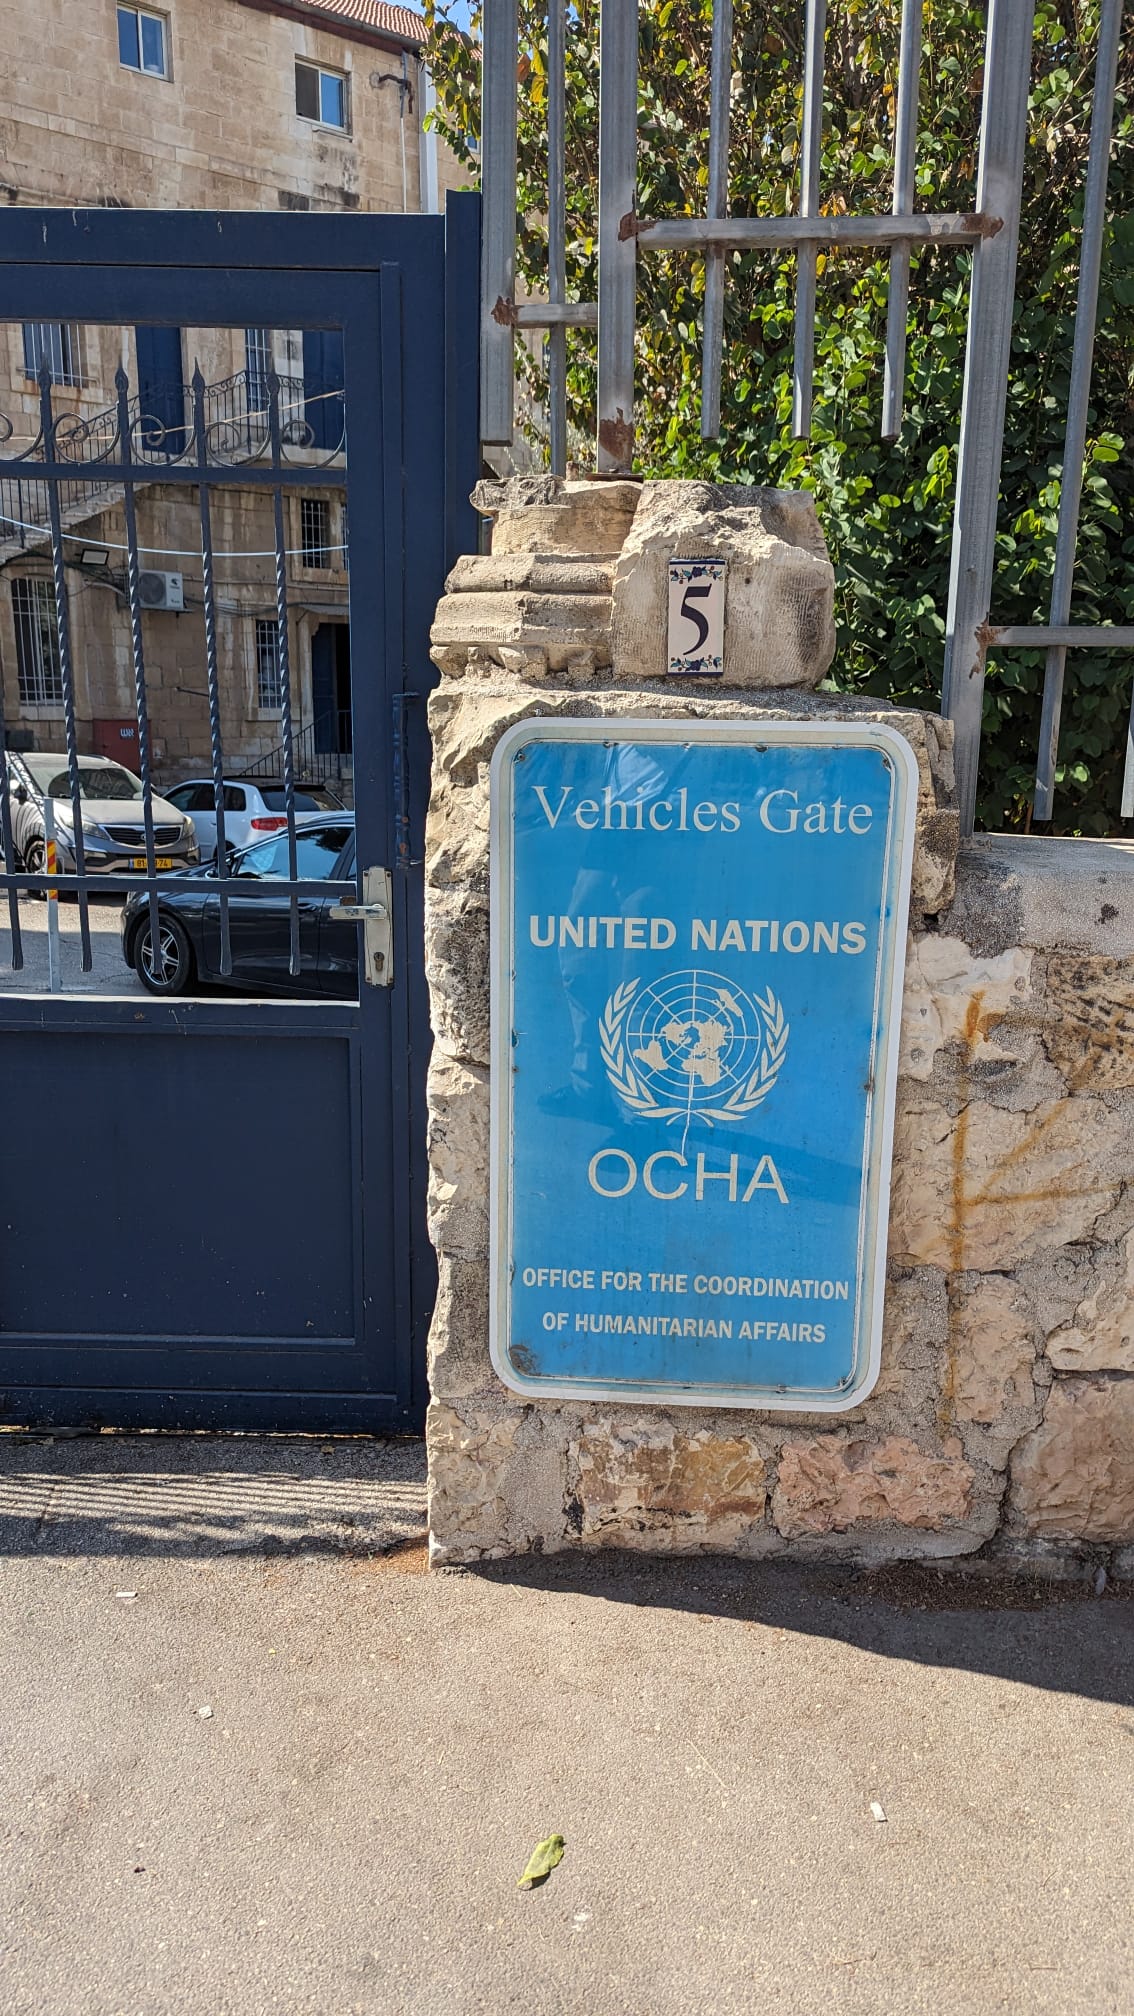 5
Vehicles Gate
UNITED NATIONS
OCHA
OFFICE FOR THE COORDINATION
OF HUMANITARIAN AFFAIRS